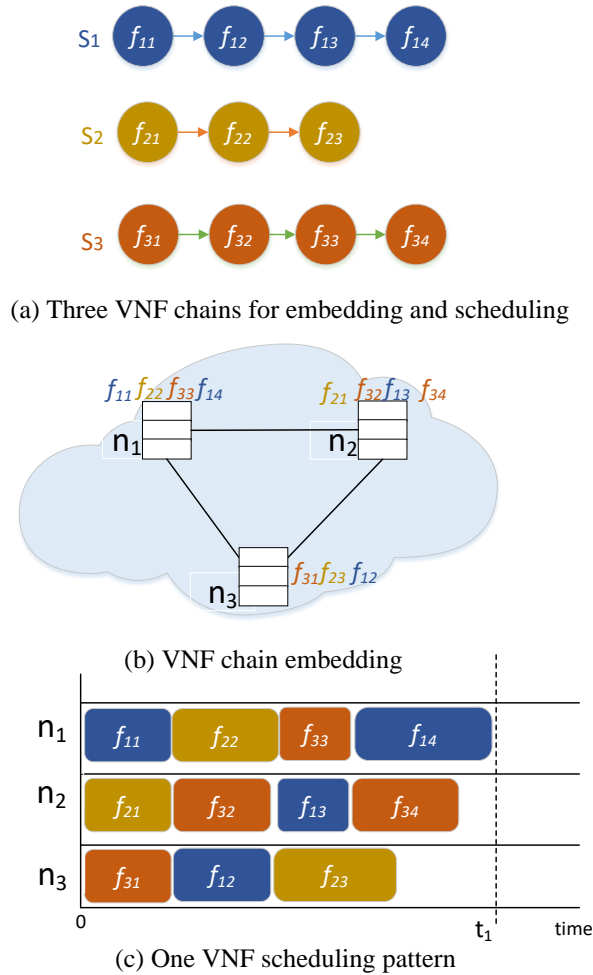 S1 f11 f12 f13 f14
S2 f21 f22 f23
S3 f31 f32 f33 f34
(a) Three VNF chains for embedding and scheduling
f11 f22 f33 f14 f21 f32 f13 f34
n1 n2
f31 f23 f12
n3
(b) VNF chain embedding
n1 f11 f22 f33 f14
n2 f21 f32 f13 f34
n3 f31 f12 f23
0 t1 time
(c) One VNF scheduling pattern